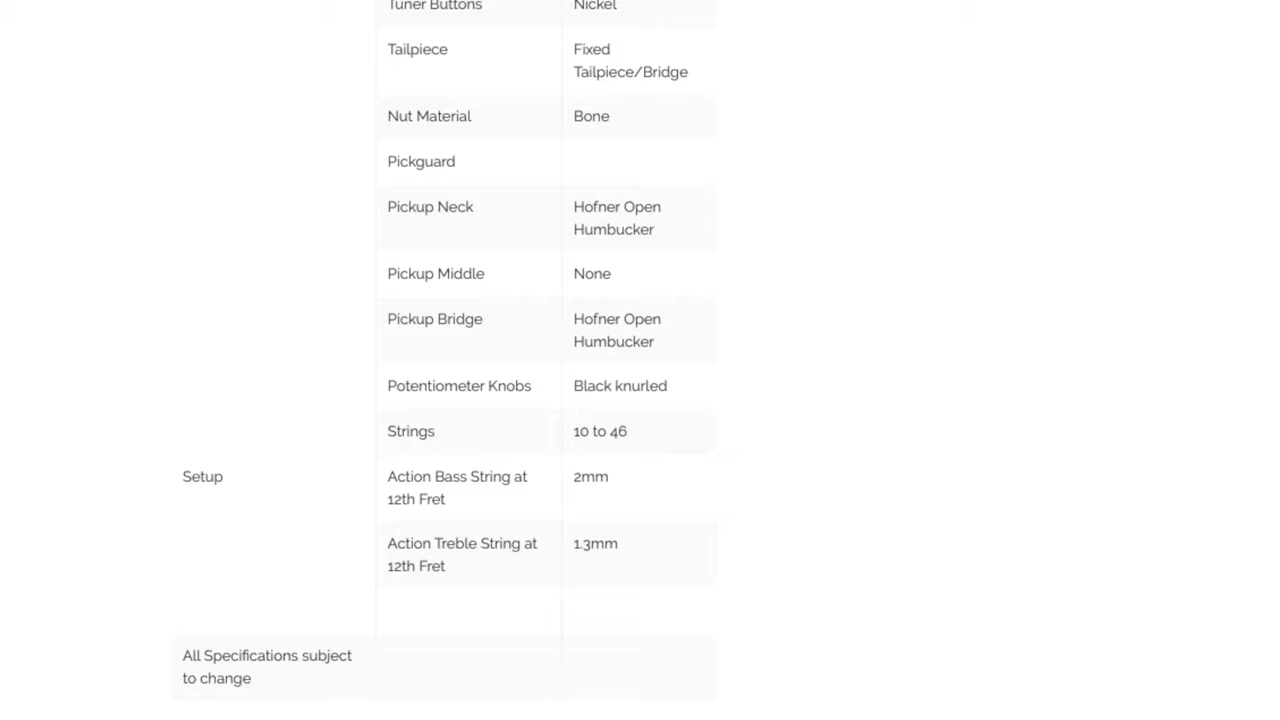 Tuner Buttons Nickel
Tailpiece Fixed
Tailpiece/Bridge
Nut Material Bone
Pickguard
Pickup Neck Hofner Open
Humbucker
Pickup Middle None
Pickup Bridge Hofner Open
Humbucker
Potentiometer Knobs Black knurled
Strings 10 to 46
Setup Action Bass String at 2mm
12th Fret
Action Treble String at 1.3mm
12th Fret
All Specifications subject
to change